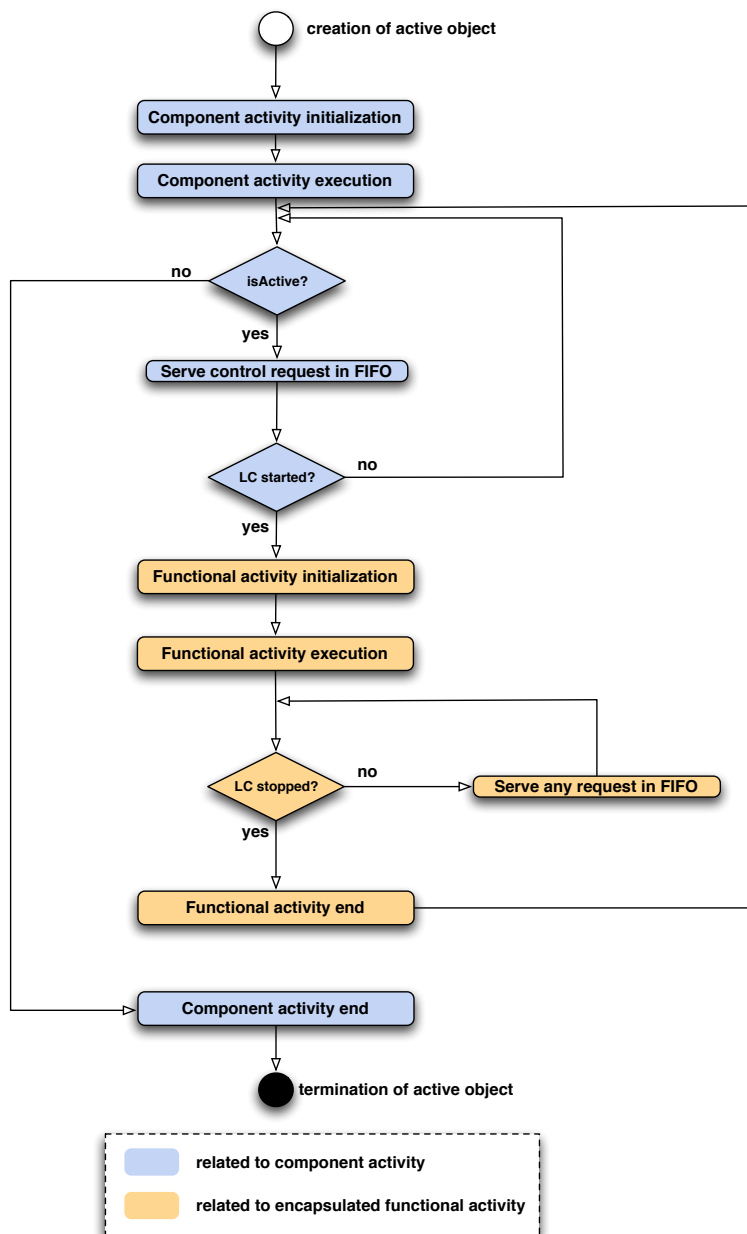 creation of active object
Component activity initialization
Component activity execution
no
isActive?
yes
Serve control request in FIFO
LC started?
no
yes
Functional activity initialization
Functional activity execution
LC stopped?
no
Serve any request in FIFO
yes
Functional activity end
Component activity end
termination of active object
related to component activity
related to encapsulated functional activity